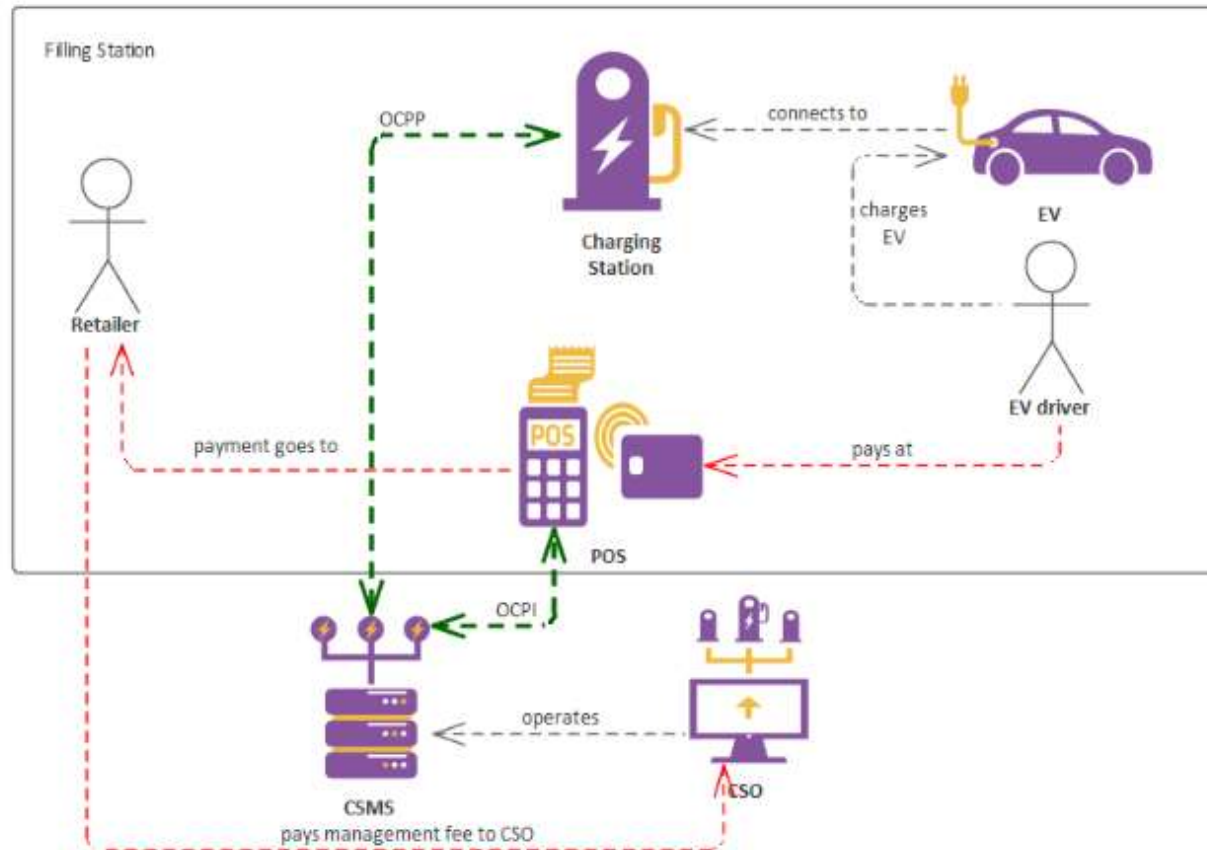 Filling Station
OCPP
connects to
charges
EV
EV
Charging
Station
Retailer
EV driver
POS
payment goes to
pays at
POS
OCPI
operates
CSO
CSMS
pays management fee to CSO